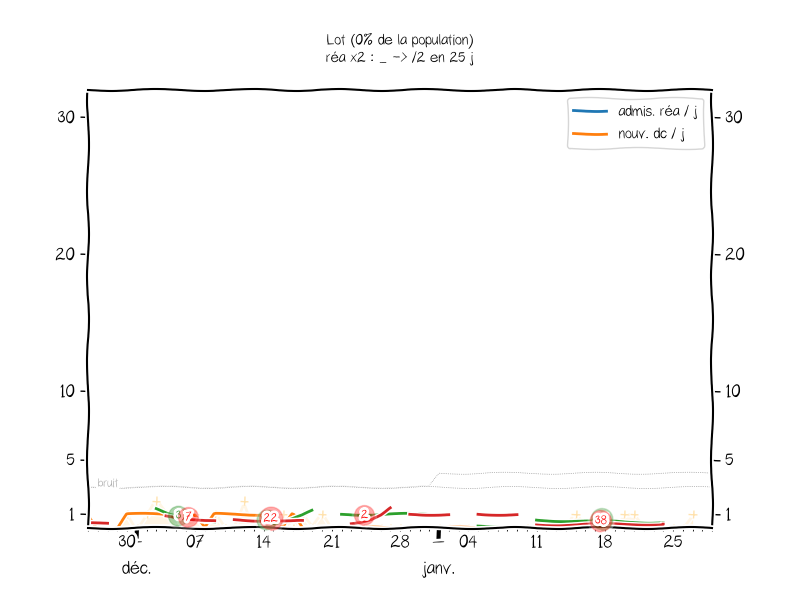 Lot (0% de la population)
réa x2 : _ -> /2 en 25 j
admis. réa / j
nouv. dc / j
30 30
20 20
10 10
5 5
bruit
1 1
7 22 2 38
30 07 14 21 28 04 11 18 25
déc. janv.